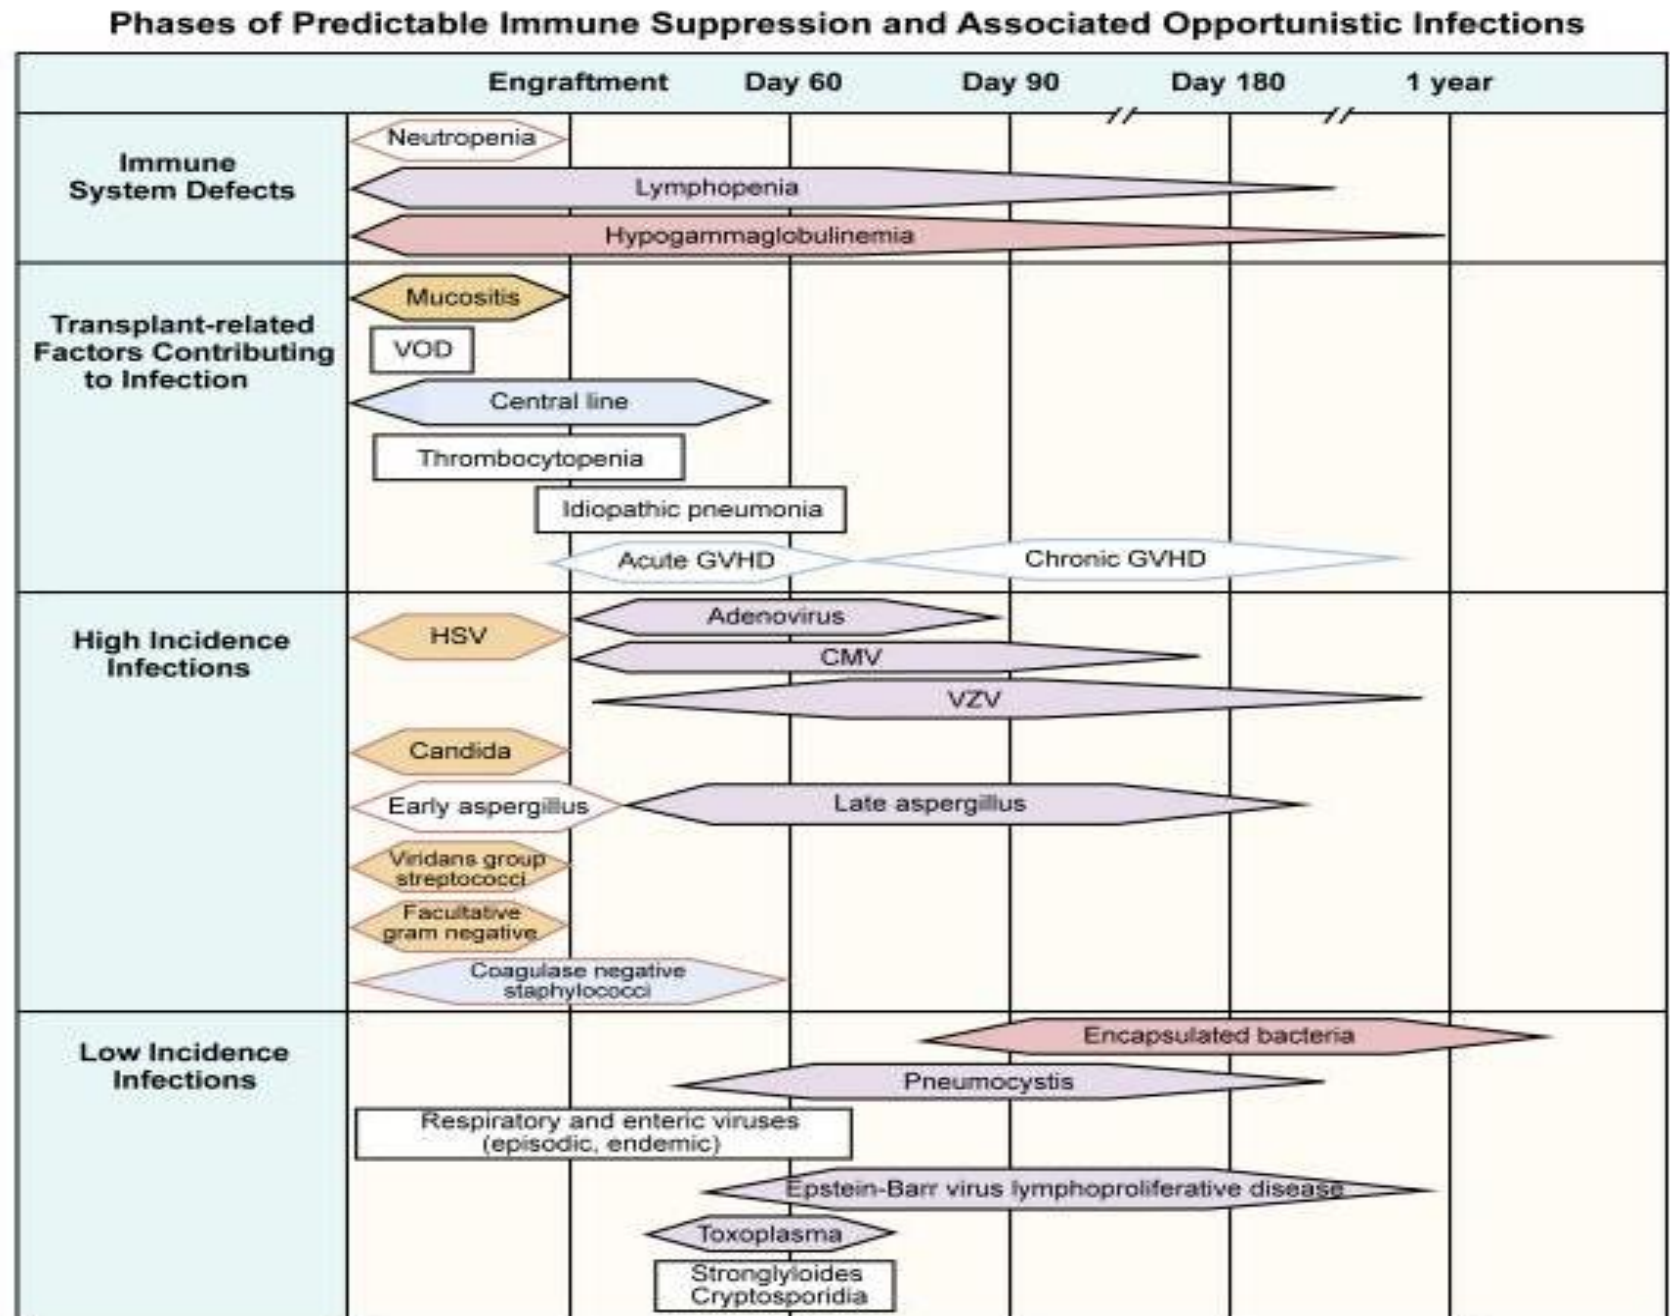 Phases of Predictable Immune Suppression and Associated Opportunistic Infections
Engraftment Day 60 Day 90 Day 180 1 year
Immune
System Defects
Neutropenia
Lymphopenia
Hypogammaglobulinemia
Transplant-related
Factors Contributing
to Infection
Mucositis
VOD
Central line
Thrombocytopenia
Idiopathic pneumonia
Acute GVHD
Chronic GVHD
High Incidence
Infections
HSV
Adenovirus
CMV
VZV
Candida
Early aspergillus
Late aspergillus
Viridans group
streptococci
Facultative
gram negative
Coagulase negative
staphylococci
Low Incidence
Infections
Encapsulated bacteria
Pneumocystis
Respiratory and enteric viruses
(episodic, endemic)
Epstein-Barr virus lymphoproliferative disease
Toxoplasma
Stronglyloides
Cryptosporidia